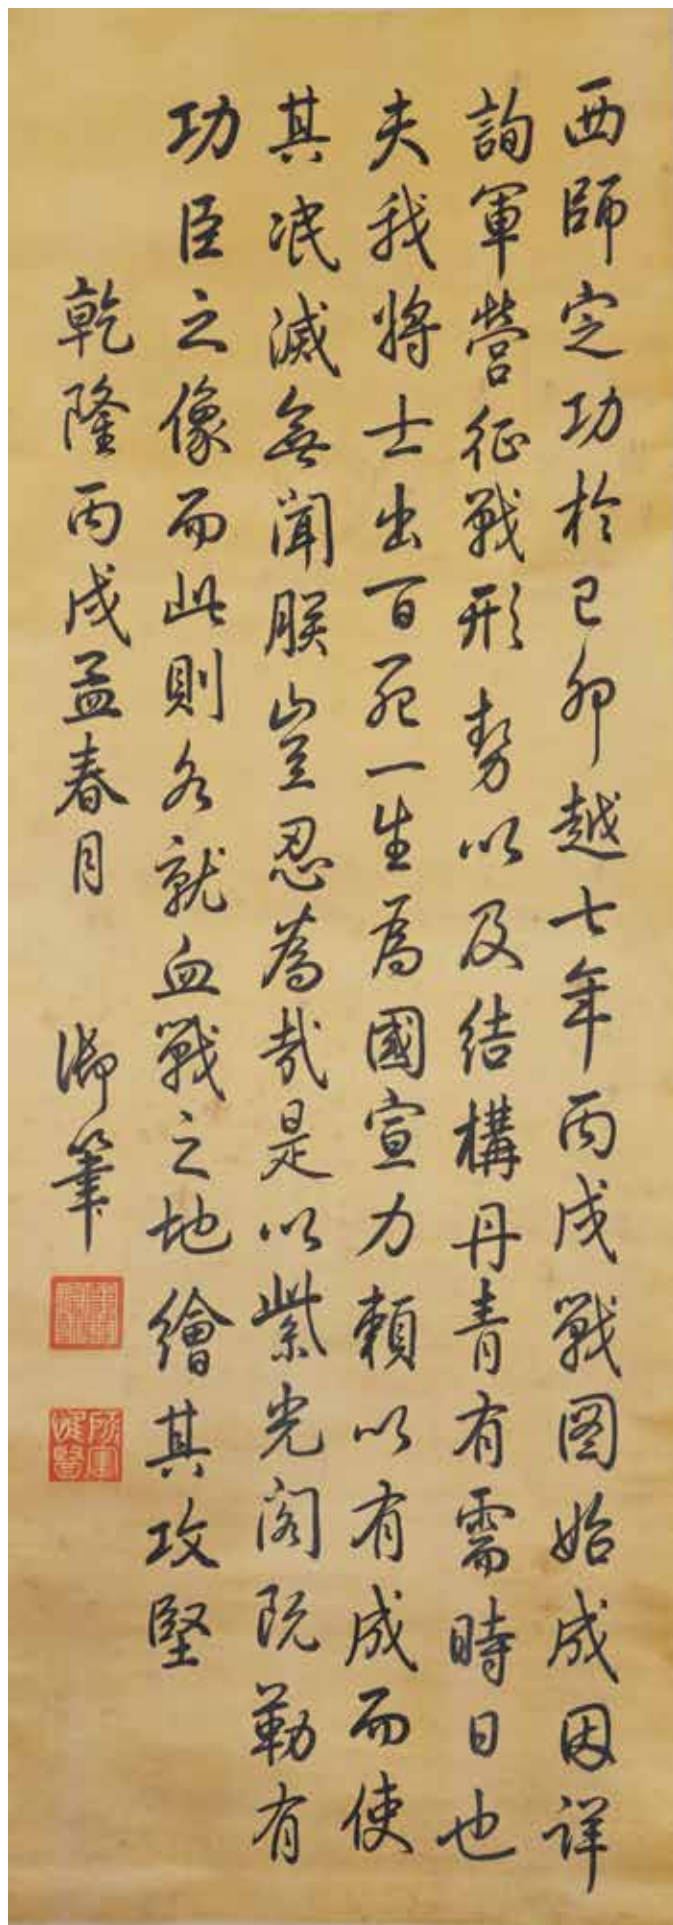 西師定功於己卯越七年丙戌戰图始成因詳
詢軍營征戰形勢以及結構丹青有需時日也
夫我將士出百死一生為國宣力賴以有成而使
其泯滅無聞朕豈忍為哉是以紫光閣既勒有
功臣之像而此則各就血戰之地繪其攻堅
乾隆丙戌孟春月 御筆